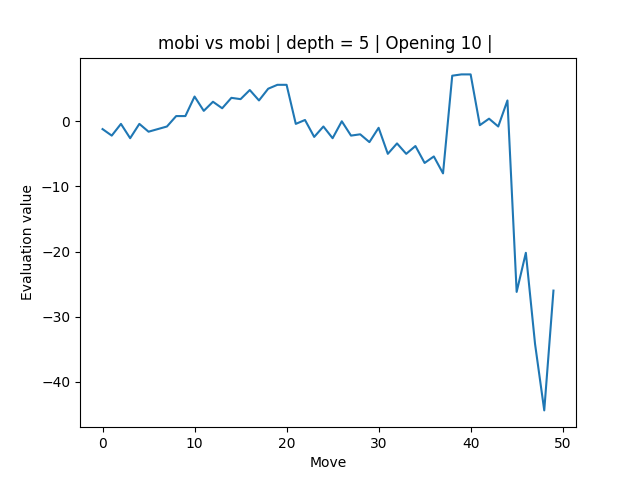 mobi vs mobi | depth = 5 | Opening 10 |
Evaluation value
0
−10
−20
−30
−40
0 10 20 30 40 50
Move